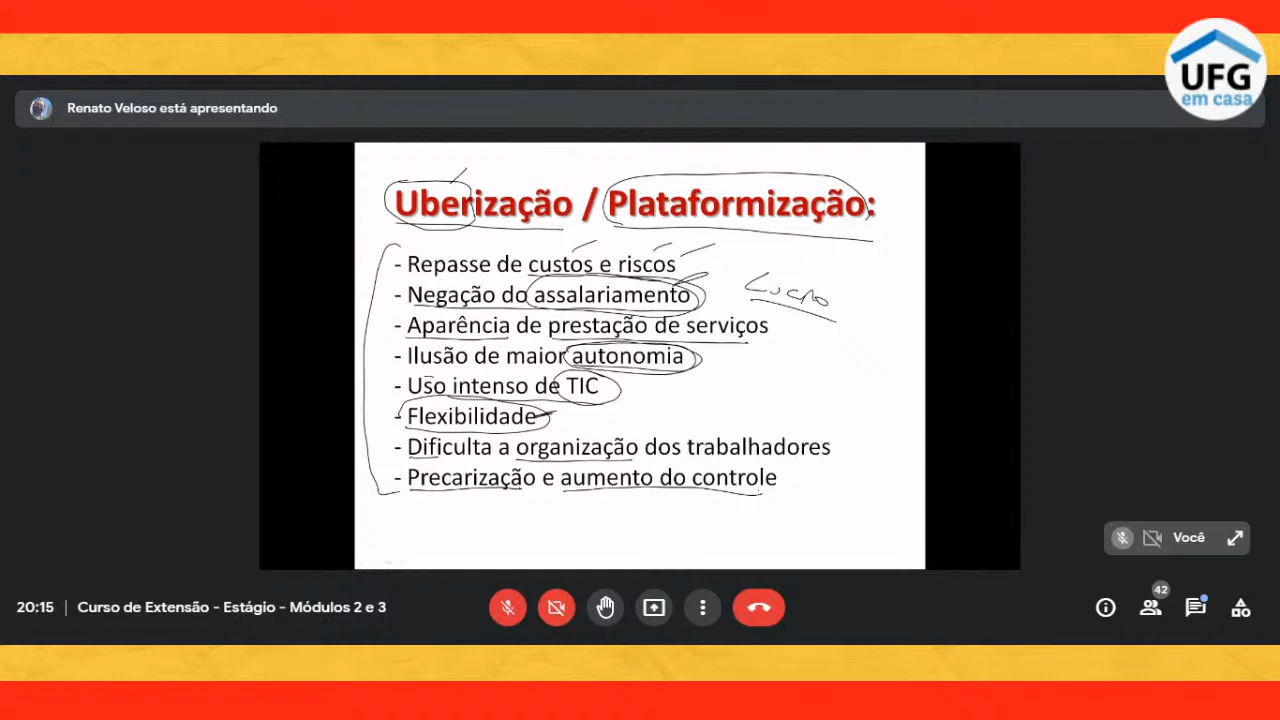 UFG
em casa
Renato Veloso está apresentando
Uberização / Plataformização:
- Repasse de custos e riscos
- Negação do assalariamento
Lucro
- Aparência de prestação de serviços
- Ilusão de maior autonomia
- Uso intenso de TIC
- Flexibilidade
- Dificulta a organização dos trabalhadores
- Precarização e aumento do controle
Você
20:15 | Curso de Extensão - Estágio - Módulos 2 e 3
42